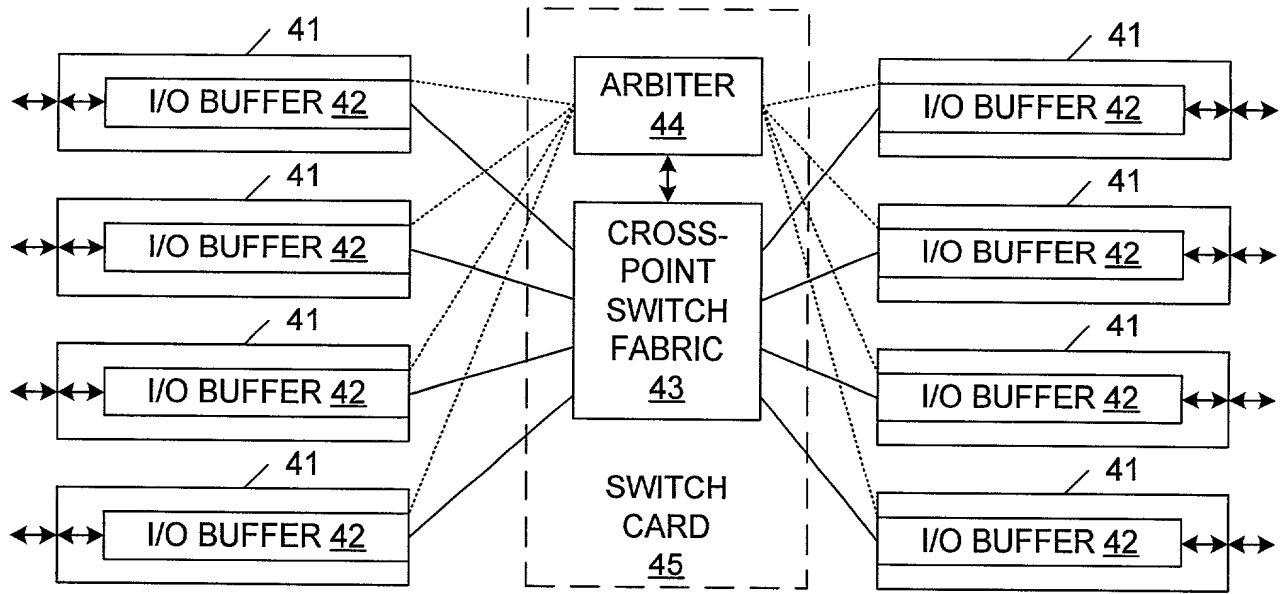 41
I/O BUFFER 42
41
I/O BUFFER 42
41
I/O BUFFER 42
41
I/O BUFFER 42
ARBITER
44
CROSS-
POINT
SWITCH
FABRIC
43
SWITCH
CARD
45
41
I/O BUFFER 42
41
I/O BUFFER 42
41
I/O BUFFER 42
41
I/O BUFFER 42